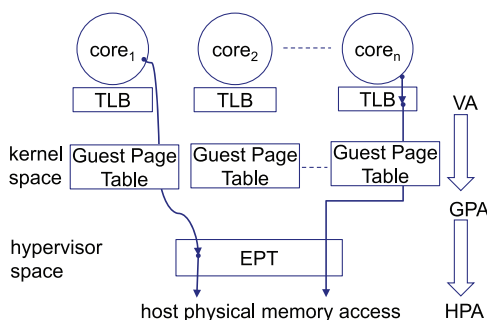 core1
core2
coren
TLB
TLB
TLB
VA
kernel space
Guest Page Table
Guest Page Table
Guest Page Table
GPA
hypervisor space
EPT
host physical memory access
HPA